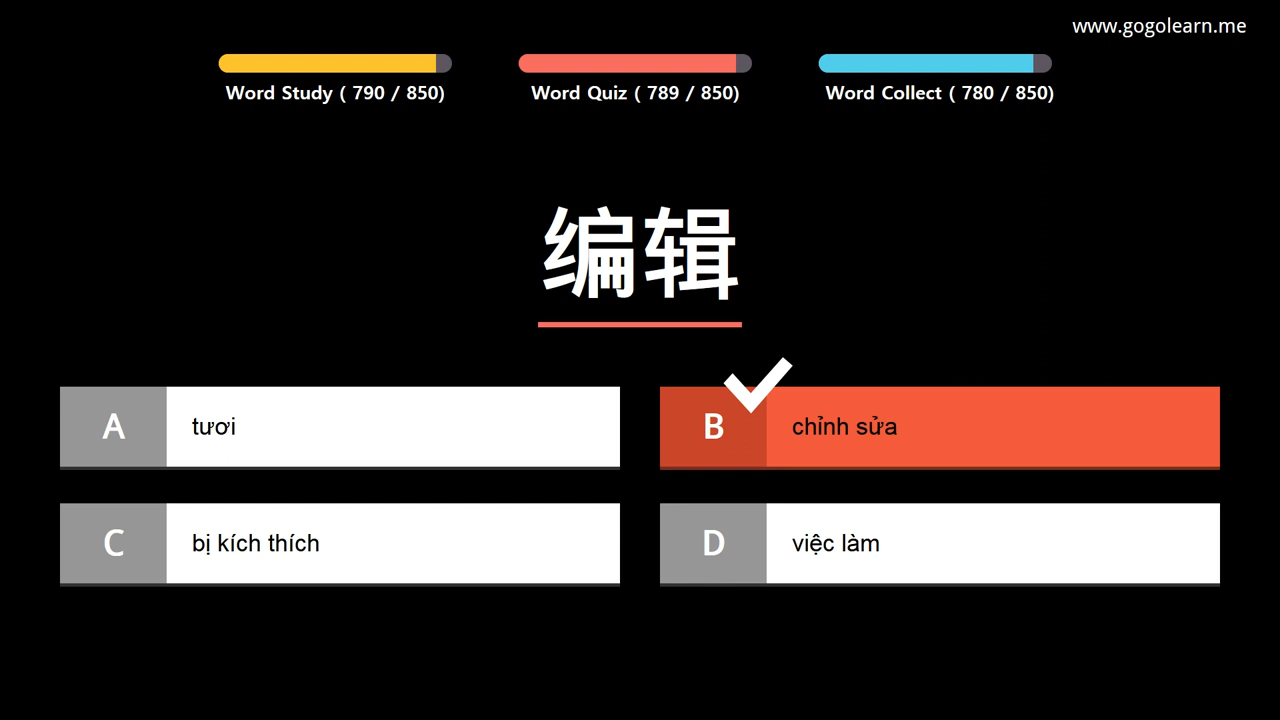 www.gogolearn.me
Word Study ( 790 / 850)
Word Quiz ( 789 / 850)
Word Collect ( 780 / 850)
编辑
A tươi
B chỉnh sửa
C bị kích thích
D việc làm